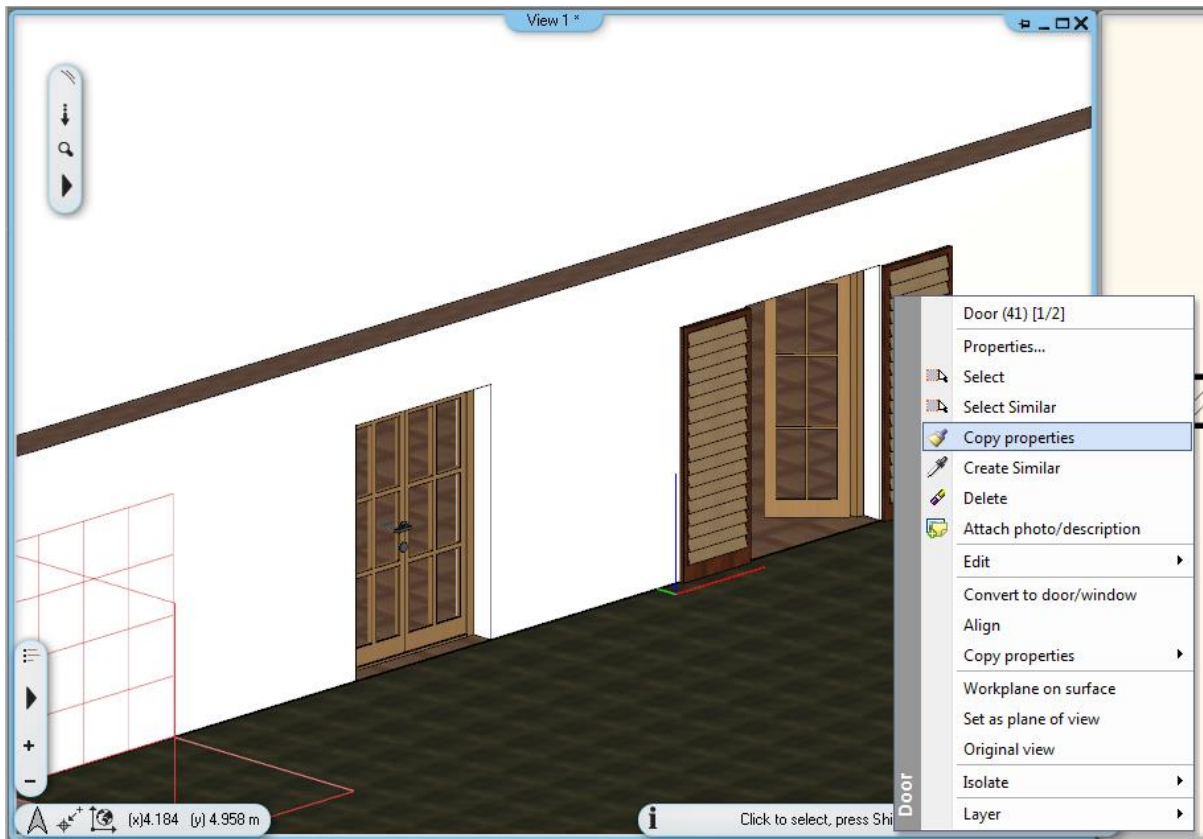 View 1 *
Door (41) [1/2]
Properties...
Select
Select Similar
Copy properties
Create Similar
Delete
Attach photo/description
Edit
Convert to door/window
Align
Copy properties
Workplane on surface
Set as plane of view
Original view
Isolate
Layer
Door
(x)4.184 (y) 4.958 m
Click to select, press Shi